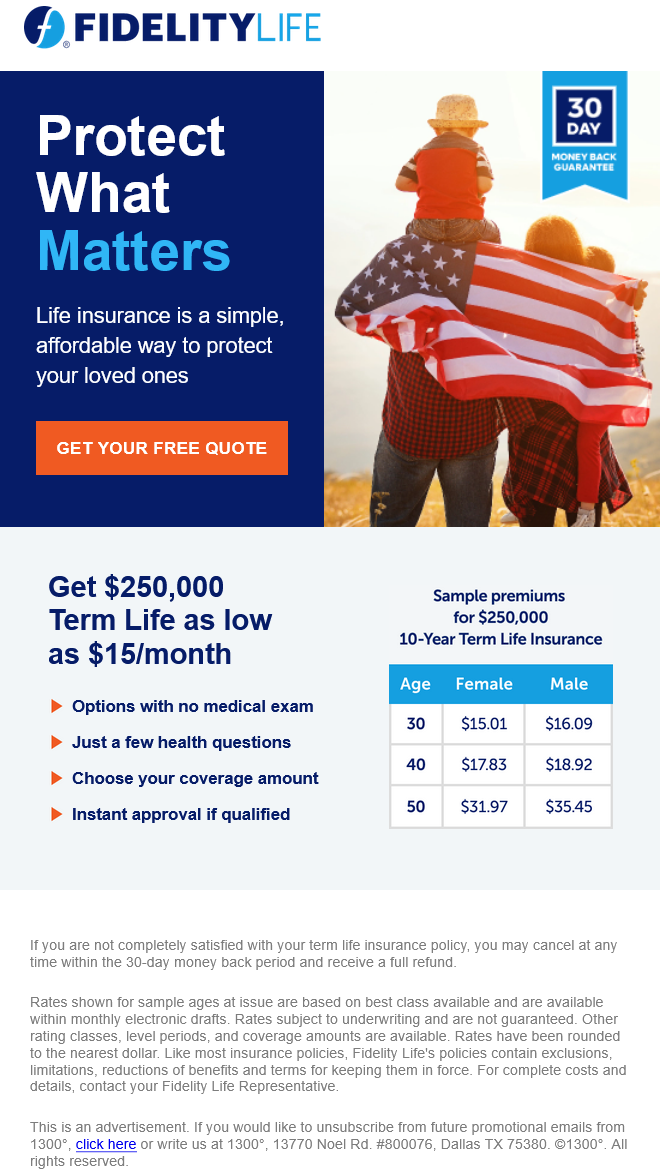 FIDELITYLIFE
®
Protect
What
Matters
Life insurance is a simple,
affordable way to protect
your loved ones
GET YOUR FREE QUOTE
30
DAY
MONEY BACK
GUARANTEE
Get $250,000
Term Life as low
as $15/month
Options with no medical exam
Just a few health questions
Choose your coverage amount
Instant approval if qualified
Sample premiums
for $250,000
10-Year Term Life Insurance
Age Female Male
30 $15.01 $16.09
40 $17.83 $18.92
50 $31.97 $35.45
If you are not completely satisfied with your term life insurance policy, you may cancel at any
time within the 30-day money back period and receive a full refund.
Rates shown for sample ages at issue are based on best class available and are available
within monthly electronic drafts. Rates subject to underwriting and are not guaranteed. Other
rating classes, level periods, and coverage amounts are available. Rates have been rounded
to the nearest dollar. Like most insurance policies, Fidelity Life's policies contain exclusions,
limitations, reductions of benefits and terms for keeping them in force. For complete costs and
details, contact your Fidelity Life Representative.
This is an advertisement. If you would like to unsubscribe from future promotional emails from
1300°, click here or write us at 1300°, 13770 Noel Rd. #800076, Dallas TX 75380. ©1300°. All
rights reserved.